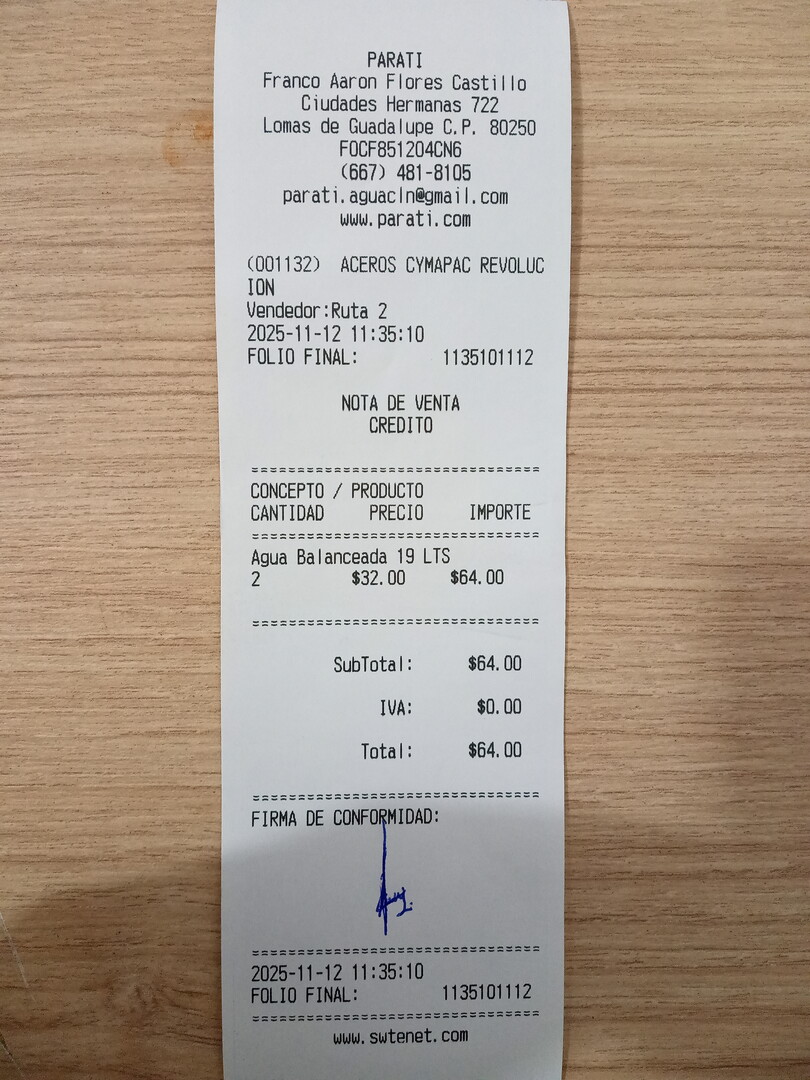 PARATI
Franco Aaron Flores Castillo
Ciudades Hermanas 722
Lomas de Guadalupe C.P. 80250
FOCF851204CN6
(667) 481-8105
parati.aguacln@gmail.com
www.parati.com
(001132) ACEROS CYMAPAC REVOLUC
ION
Vendedor:Ruta 2
2025-11-12 11:35:10
FOLIO FINAL: 1135101112
NOTA DE VENTA
CREDITO
CONCEPTO / PRODUCTO
CANTIDAD PRECIO IMPORTE
Agua Balanceada 19 LTS
2 $32.00 $64.00
SubTotal: $64.00
IVA: $0.00
Total: $64.00
FIRMA DE CONFORMIDAD:
2025-11-12 11:35:10
FOLIO FINAL: 1135101112
www.swtenet.com